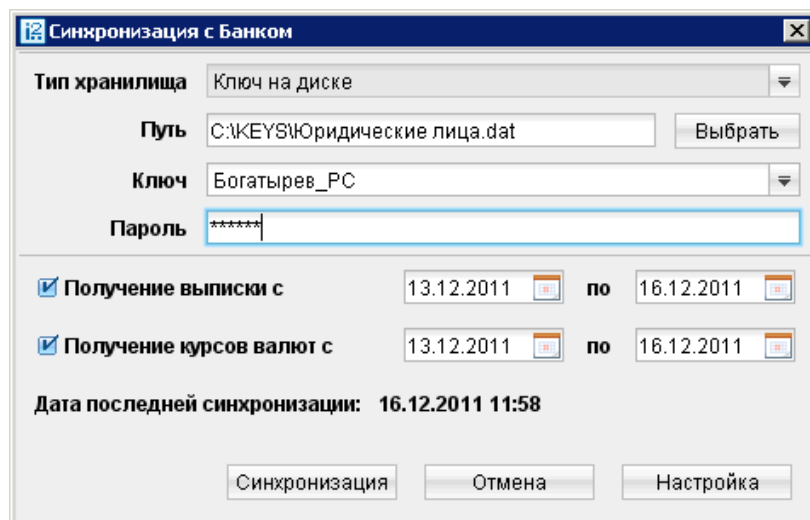 i2 Синхронизация с Банком
Тип хранилища Ключ на диске
Путь C:\KEYS\Юридические лица.dat Выбрать
Ключ Богатырев_PC
Пароль ******
Получение выписки с 13.12.2011 по 16.12.2011
Получение курсов валют с 13.12.2011 по 16.12.2011
Дата последней синхронизации: 16.12.2011 11:58
Синхронизация Отмена Настройка